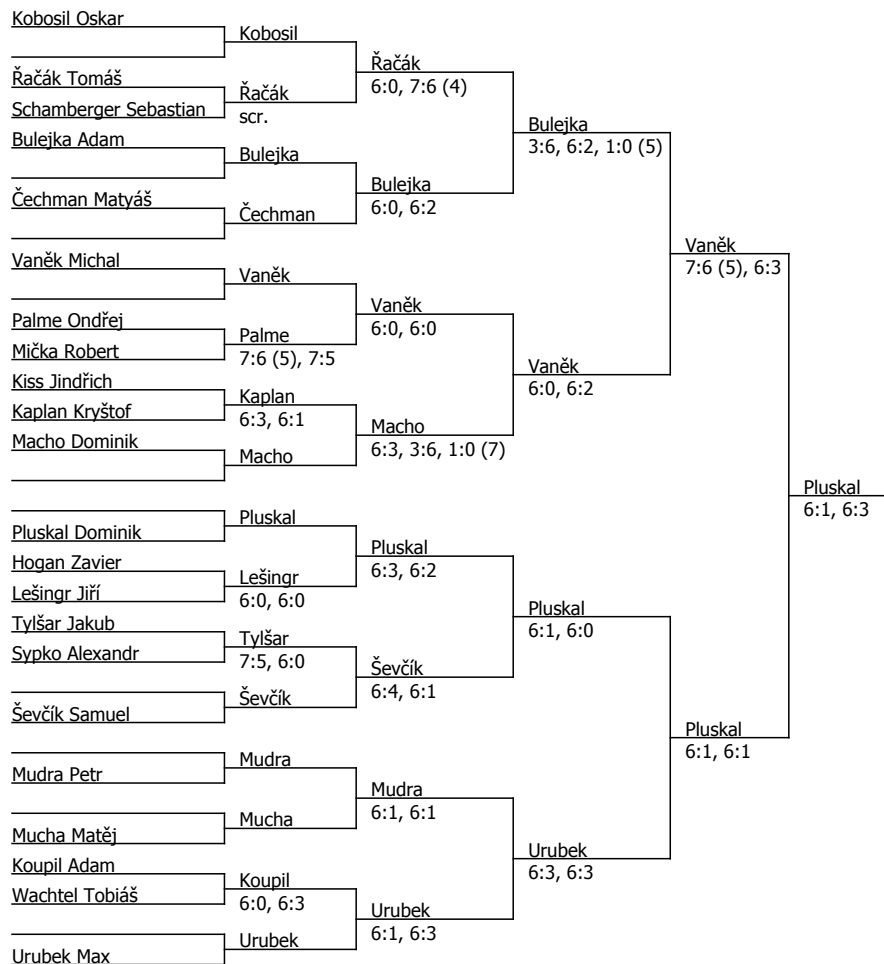 Kobosil Oskar
Řačák Tomáš
Schamberger Sebastian
Bulejka Adam
Čechman Matyáš
Vaněk Michal
Palme Ondřej
Mička Robert
Kiss Jindřich
Kaplan Kryštof
Macho Dominik
Pluskal Dominik
Hogan Zavier
Lešingr Jiří
Tylšar Jakub
Sypko Alexandr
Ševčík Samuel
Mudra Petr
Mucha Matěj
Koupil Adam
Wachtel Tobiáš
Urubek Max
Kobosil
Řačák
scr.
Bulejka
Čechman
Vaněk
Palme
7:6 (5), 7:5
Kaplan
6:3, 6:1
Macho
Pluskal
Lešingr
6:0, 6:0
Tylšar
7:5, 6:0
Ševčík
Mudra
Mucha
Koupil
6:0, 6:3
Urubek
Řačák
6:0, 7:6 (4)
Bulejka
6:0, 6:2
Vaněk
6:0, 6:0
Macho
6:3, 3:6, 1:0 (7)
Pluskal
6:3, 6:2
Ševčík
6:4, 6:1
Mudra
6:1, 6:1
Urubek
6:1, 6:3
Bulejka
3:6, 6:2, 1:0 (5)
Vaněk
6:0, 6:2
Pluskal
6:1, 6:0
Urubek
6:3, 6:3
Vaněk
7:6 (5), 6:3
Pluskal
6:1, 6:1
Pluskal
6:1, 6:3